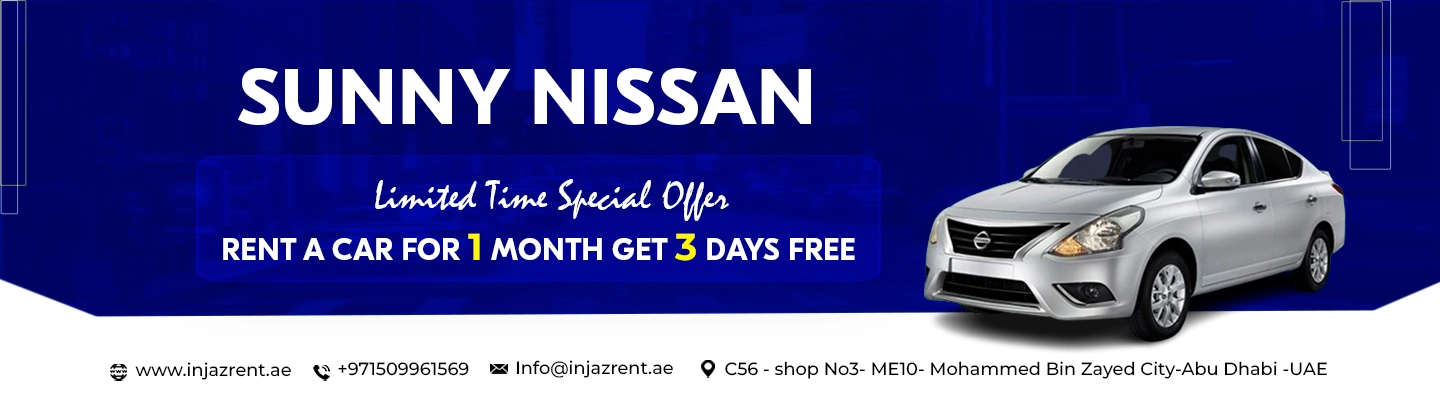 SUNNY NISSAN
Limited Time Special Offer
RENT A CAR FOR 1 MONTH GET 3 DAYS FREE
www.injazrent.ae +971509961569 Info@injazrent.ae C56 - shop No3- ME10- Mohammed Bin Zayed City-Abu Dhabi -UAE